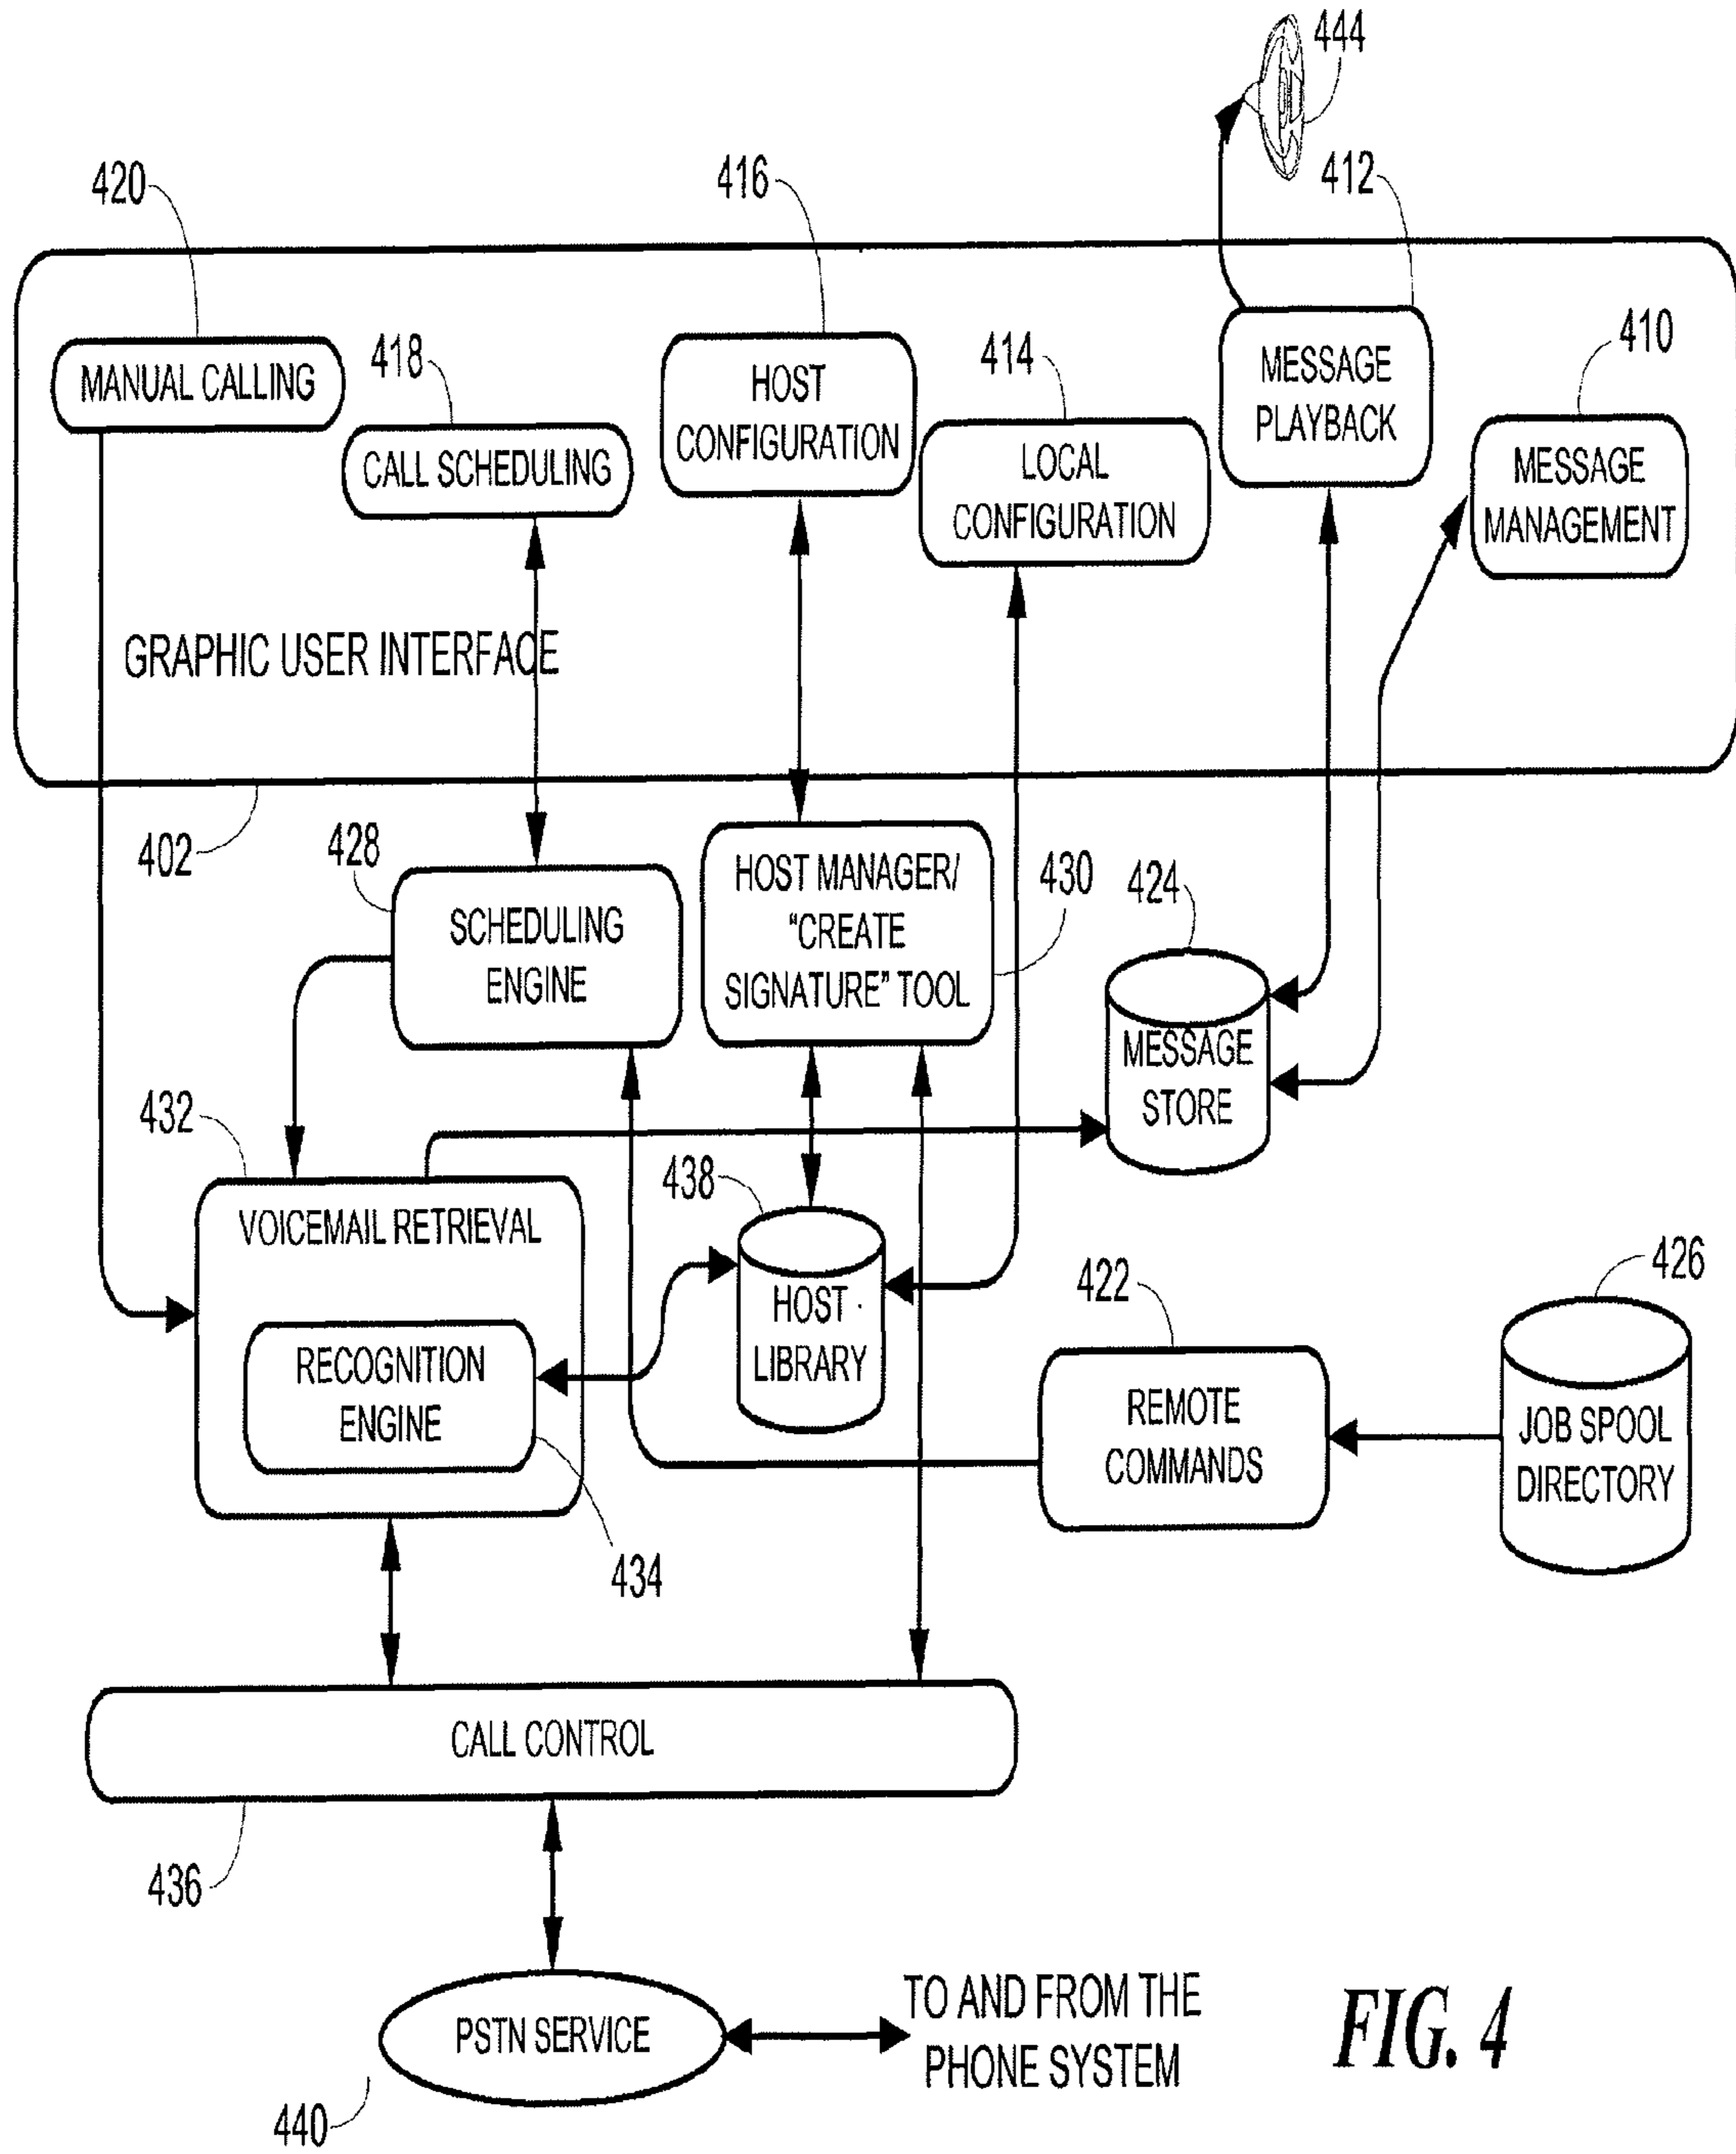 444
412
416
420
410
414
418
MANUAL CALLING
CALL SCHEDULING
HOST
CONFIGURATION
LOCAL
CONFIGURATION
MESSAGE
PLAYBACK
MESSAGE
MANAGEMENT
GRAPHIC USER INTERFACE
402
428
SCHEDULING
ENGINE
HOST MANAGER/
“CREATE
SIGNATURE” TOOL
430
424
MESSAGE
STORE
432
VOICEMAIL RETRIEVAL
RECOGNITION
ENGINE
434
438
HOST
LIBRARY
422
REMOTE
COMMANDS
426
JOB SPOOL
DIRECTORY
CALL CONTROL
436
PSTN SERVICE
440
TO AND FROM THE
PHONE SYSTEM
FIG. 4